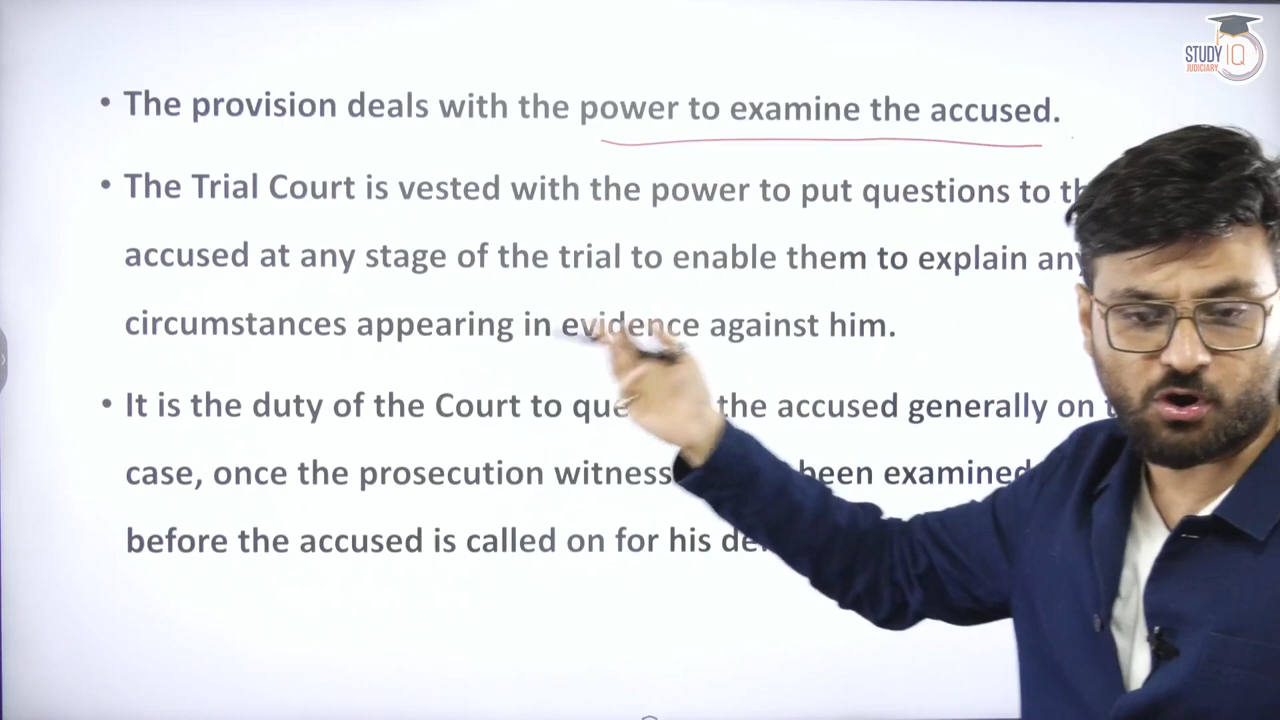 STUDY IQ
JUDICIARY
• The provision deals with the power to examine the accused.
• The Trial Court is vested with the power to put questions to
accused at any stage of the trial to enable them to explain any
circumstances appearing in evidence against him.
• It is the duty of the Court to the accused generally on
case, once the prosecution been examined
before the accused is called on for his